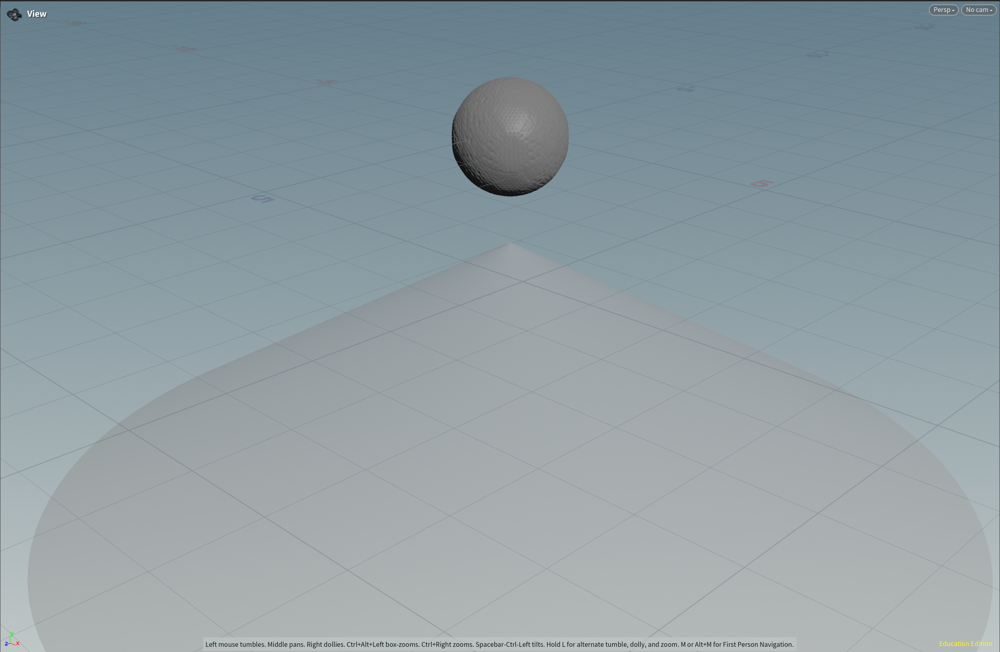 View
Persp
No cam
-5
-5
5
5
y
z x
Left mouse tumbles. Middle pans. Right dollies. Ctrl+Alt+Left box-zooms. Ctrl+Right zooms. Spacebar-Ctrl-Left tilts. Hold L for alternate tumble, dolly, and zoom. M or Alt+M for First Person Navigation.
Education Edition